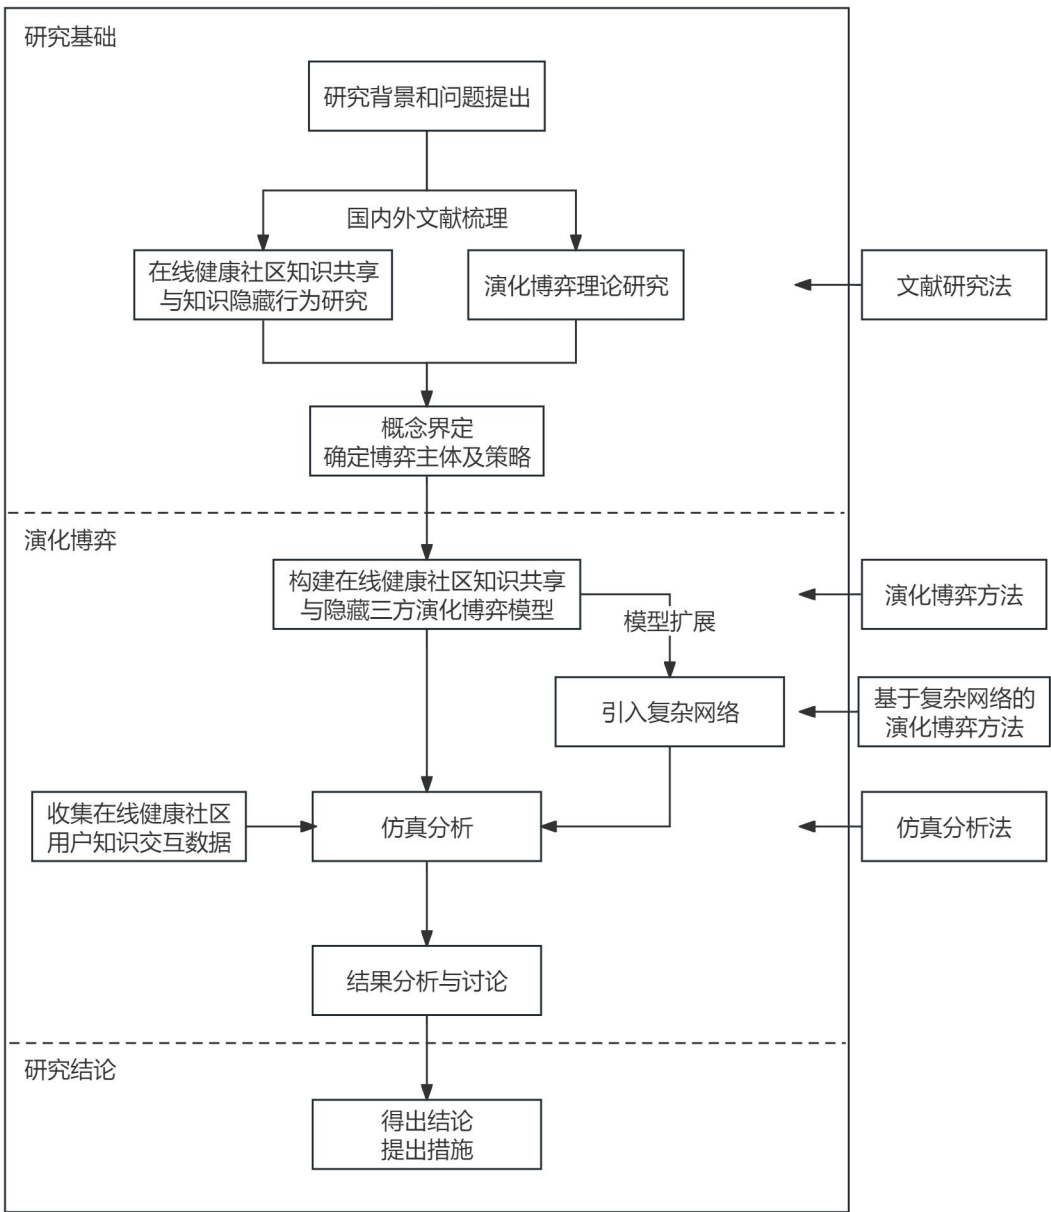 研究基础
研究背景和问题提出
国内外文献梳理
在线健康社区知识共享
与知识隐藏行为研究
演化博弈理论研究
文献研究法
概念界定
确定博弈主体及策略
演化博弈
构建在线健康社区知识共享
与隐藏三方演化博弈模型
演化博弈方法
模型扩展
引入复杂网络
基于复杂网络的
演化博弈方法
收集在线健康社区
用户知识交互数据
仿真分析
仿真分析法
结果分析与讨论
研究结论
得出结论
提出措施